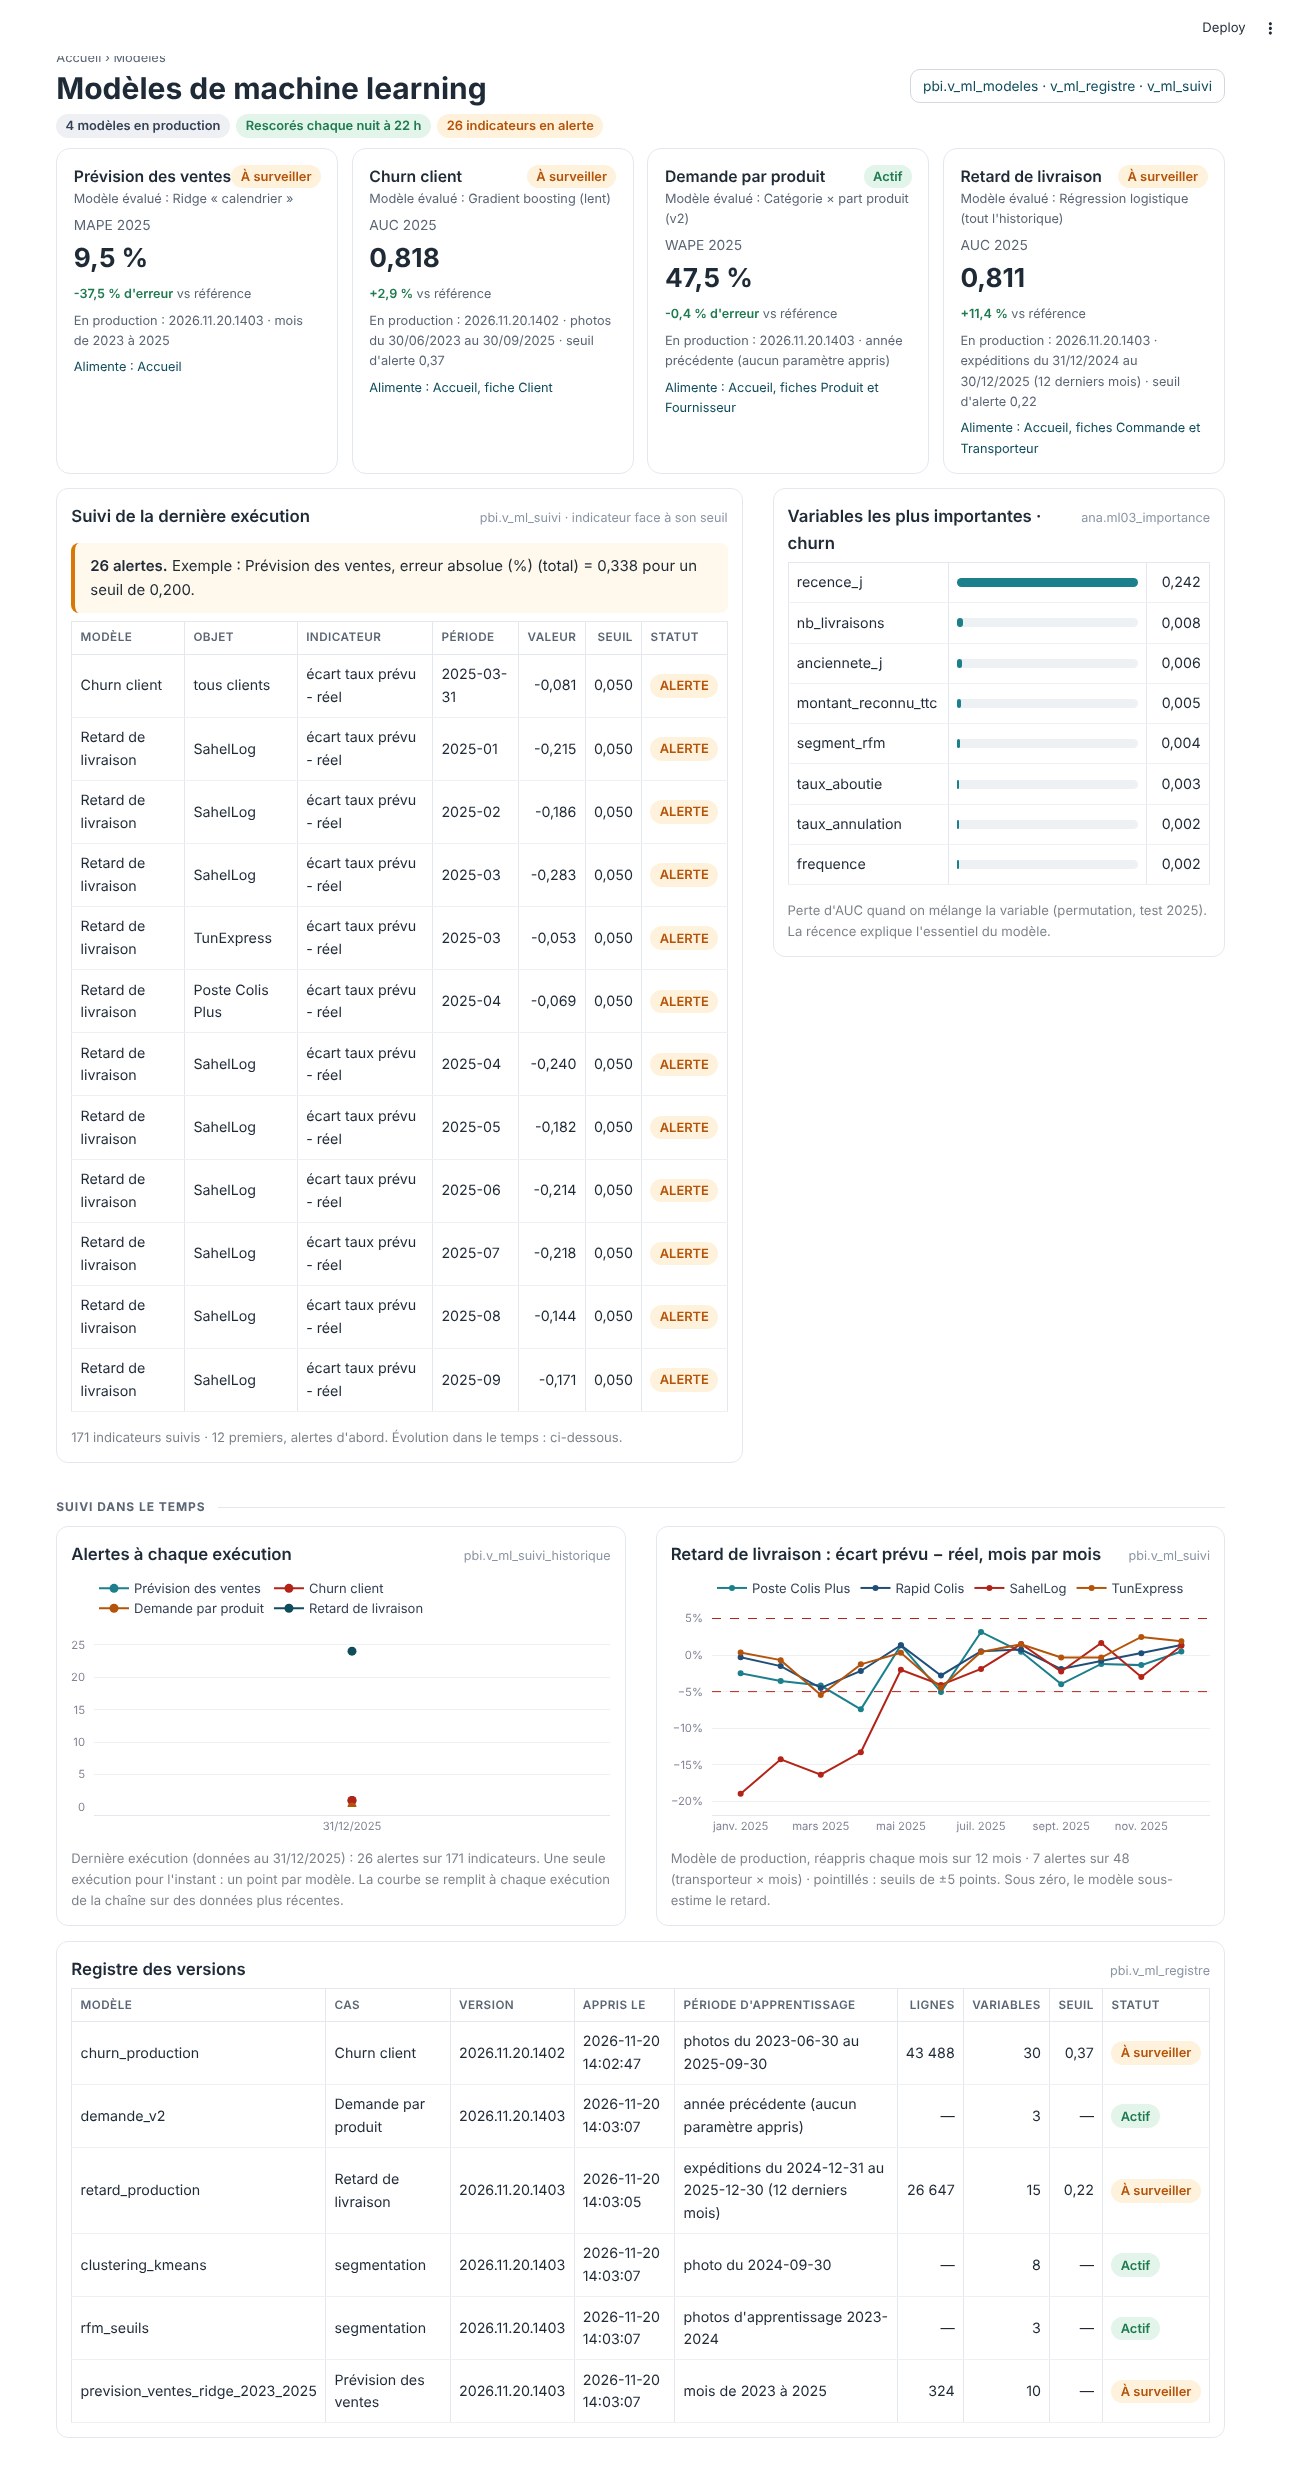 Deploy
Accueil › Modèles
Modèles de machine learning
pbi.v_ml_modeles · v_ml_registre · v_ml_suivi
4 modèles en production
Rescorés chaque nuit à 22 h
26 indicateurs en alerte
Prévision des ventes
À surveiller
Modèle évalué : Ridge « calendrier »
MAPE 2025
9,5 %
-37,5 % d'erreur vs référence
En production : 2026.11.20.1403 · mois
de 2023 à 2025
Alimente : Accueil
Churn client
À surveiller
Modèle évalué : Gradient boosting (lent)
AUC 2025
0,818
+2,9 % vs référence
En production : 2026.11.20.1402 · photos
du 30/06/2023 au 30/09/2025 · seuil
d'alerte 0,37
Alimente : Accueil, fiche Client
Demande par produit
Actif
Modèle évalué : Catégorie × part produit
(v2)
WAPE 2025
47,5 %
-0,4 % d'erreur vs référence
En production : 2026.11.20.1403 · année
précédente (aucun paramètre appris)
Alimente : Accueil, fiches Produit et
Fournisseur
Retard de livraison
À surveiller
Modèle évalué : Régression logistique
(tout l'historique)
AUC 2025
0,811
+11,4 % vs référence
En production : 2026.11.20.1403 ·
expéditions du 31/12/2024 au
30/12/2025 (12 derniers mois) · seuil
d'alerte 0,22
Alimente : Accueil, fiches Commande et
Transporteur
Suivi de la dernière exécution
pbi.v_ml_suivi · indicateur face à son seuil
26 alertes. Exemple : Prévision des ventes, erreur absolue (%) (total) = 0,338 pour un
seuil de 0,200.
MODÈLE OBJET INDICATEUR PÉRIODE VALEUR SEUIL STATUT
Churn client tous clients écart taux prévu - réel 2025-03-31 -0,081 0,050 ALERTE
Retard de livraison SahelLog écart taux prévu - réel 2025-01 -0,215 0,050 ALERTE
Retard de livraison SahelLog écart taux prévu - réel 2025-02 -0,186 0,050 ALERTE
Retard de livraison SahelLog écart taux prévu - réel 2025-03 -0,283 0,050 ALERTE
Retard de livraison TunExpress écart taux prévu - réel 2025-03 -0,053 0,050 ALERTE
Retard de livraison Poste Colis Plus écart taux prévu - réel 2025-04 -0,069 0,050 ALERTE
Retard de livraison SahelLog écart taux prévu - réel 2025-04 -0,240 0,050 ALERTE
Retard de livraison SahelLog écart taux prévu - réel 2025-05 -0,182 0,050 ALERTE
Retard de livraison SahelLog écart taux prévu - réel 2025-06 -0,214 0,050 ALERTE
Retard de livraison SahelLog écart taux prévu - réel 2025-07 -0,218 0,050 ALERTE
Retard de livraison SahelLog écart taux prévu - réel 2025-08 -0,144 0,050 ALERTE
Retard de livraison SahelLog écart taux prévu - réel 2025-09 -0,171 0,050 ALERTE
171 indicateurs suivis · 12 premiers, alertes d'abord. Évolution dans le temps : ci-dessous.
Variables les plus importantes ·
churn
ana.ml03_importance
recence_j 0,242
nb_livraisons 0,008
anciennete_j 0,006
montant_reconnu_ttc 0,005
segment_rfm 0,004
taux_aboutie 0,003
taux_annulation 0,002
frequence 0,002
Perte d'AUC quand on mélange la variable (permutation, test 2025).
La récence explique l'essentiel du modèle.
SUIVI DANS LE TEMPS
Alertes à chaque exécution
pbi.v_ml_suivi_historique
Prévision des ventes Churn client
Demande par produit Retard de livraison
25
20
15
10
5
0
31/12/2025
Dernière exécution (données au 31/12/2025) : 26 alertes sur 171 indicateurs. Une seule
exécution pour l'instant : un point par modèle. La courbe se remplit à chaque exécution
de la chaîne sur des données plus récentes.
Retard de livraison : écart prévu – réel, mois par mois
pbi.v_ml_suivi
Poste Colis Plus Rapid Colis SahelLog TunExpress
5%
0%
−5%
−10%
−15%
−20%
janv. 2025 mars 2025 mai 2025 juil. 2025 sept. 2025 nov. 2025
Modèle de production, réappris chaque mois sur 12 mois · 7 alertes sur 48
(transporteur × mois) · pointillés : seuils de ±5 points. Sous zéro, le modèle sous-
estime le retard.
Registre des versions
pbi.v_ml_registre
MODÈLE CAS VERSION APPRIS LE PÉRIODE D'APPRENTISSAGE LIGNES VARIABLES SEUIL STATUT
churn_production Churn client 2026.11.20.1402 2026-11-20 14:02:47 photos du 2023-06-30 au 2025-09-30 43 488 30 0,37 À surveiller
demande_v2 Demande par produit 2026.11.20.1403 2026-11-20 14:03:07 année précédente (aucun paramètre appris) — 3 — Actif
retard_production Retard de livraison 2026.11.20.1403 2026-11-20 14:03:05 expéditions du 2024-12-31 au 2025-12-30 (12 derniers mois) 26 647 15 0,22 À surveiller
clustering_kmeans segmentation 2026.11.20.1403 2026-11-20 14:03:07 photo du 2024-09-30 — 8 — Actif
rfm_seuils segmentation 2026.11.20.1403 2026-11-20 14:03:07 photos d'apprentissage 2023-2024 — 3 — Actif
prevision_ventes_ridge_2023_2025 Prévision des ventes 2026.11.20.1403 2026-11-20 14:03:07 mois de 2023 à 2025 324 10 — À surveiller